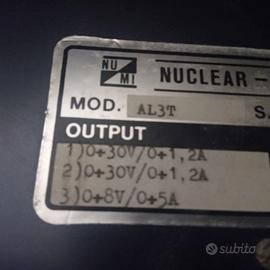 NU
MI
NUCLEAR -
MOD. AL3T S.
OUTPUT
1)0+30V/0+1,2A
2)0+30V/0+1,2A
3)0+8V/0+5A
subito